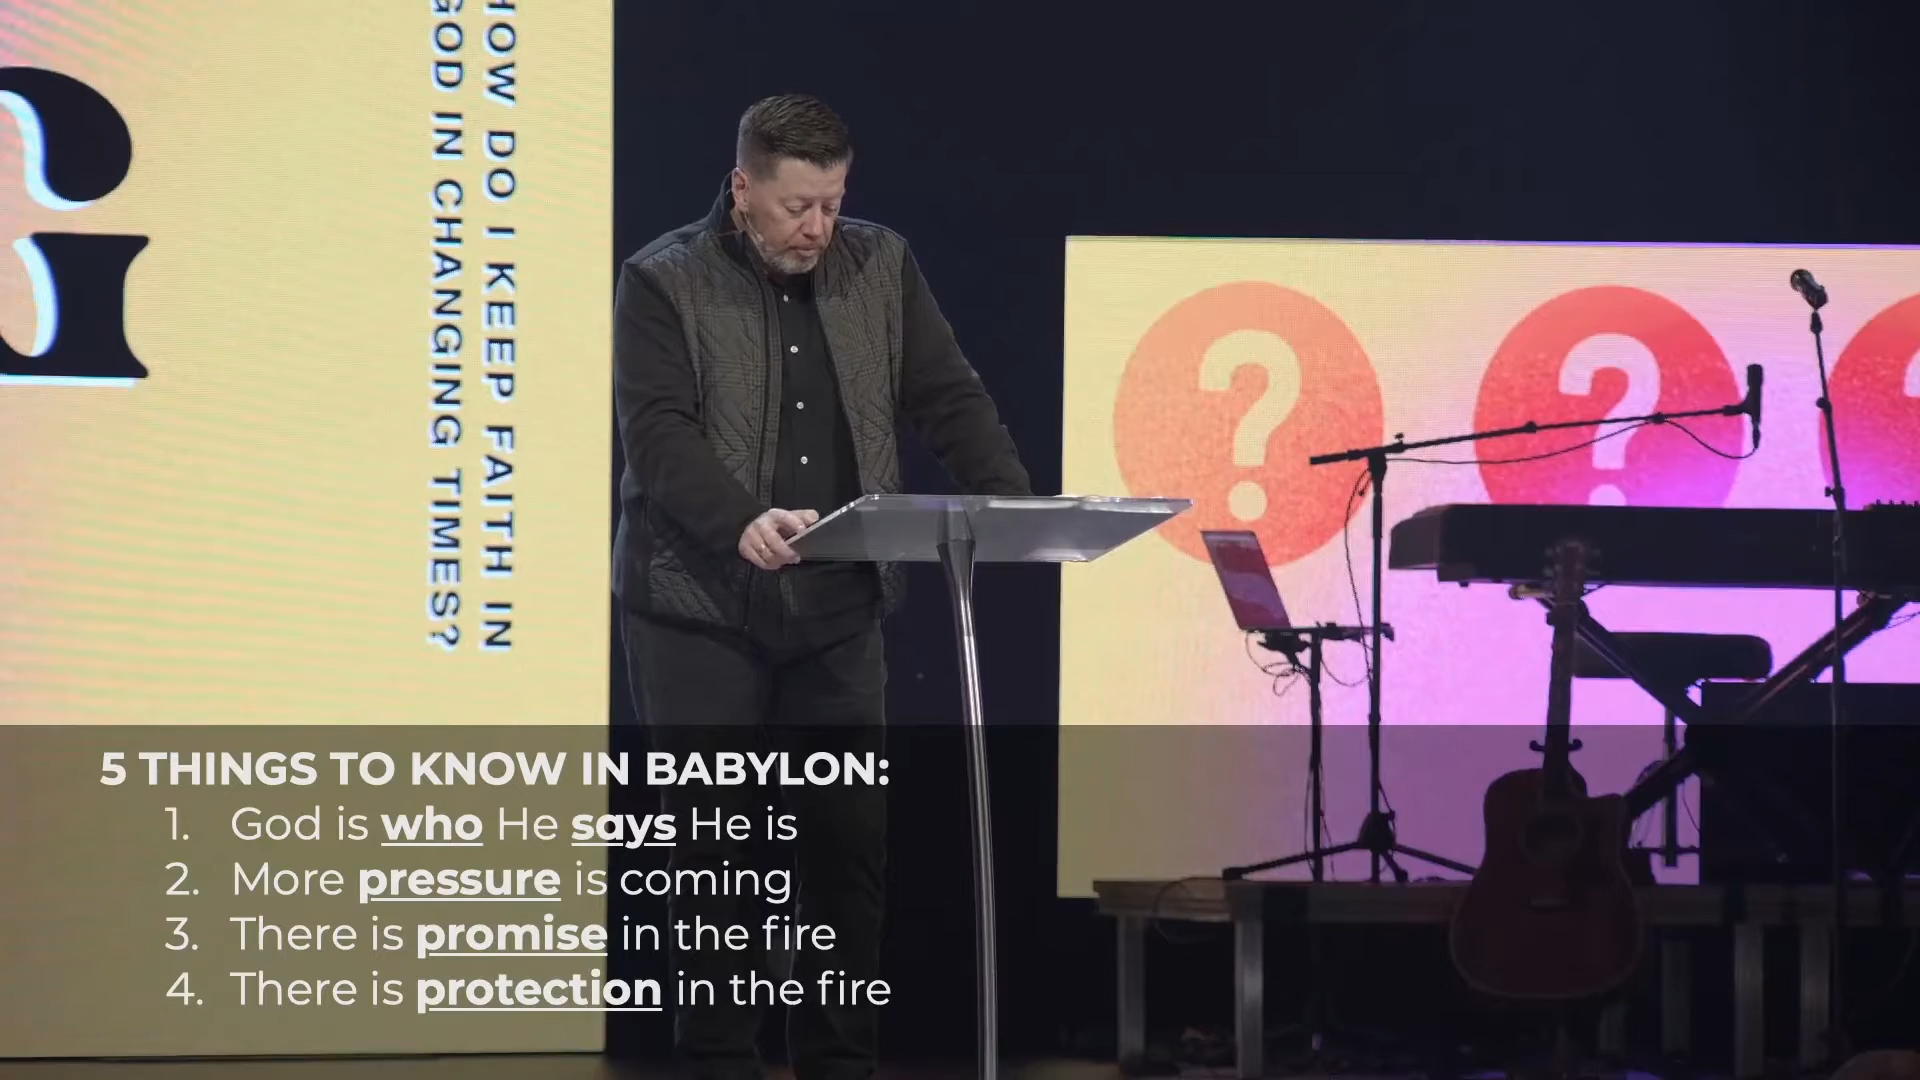 HOW DO I KEEP FAITH IN
GOD IN CHANGING TIMES?
?
?
5 THINGS TO KNOW IN BABYLON:
1. God is who He says He is
2. More pressure is coming
3. There is promise in the fire
4. There is protection in the fire